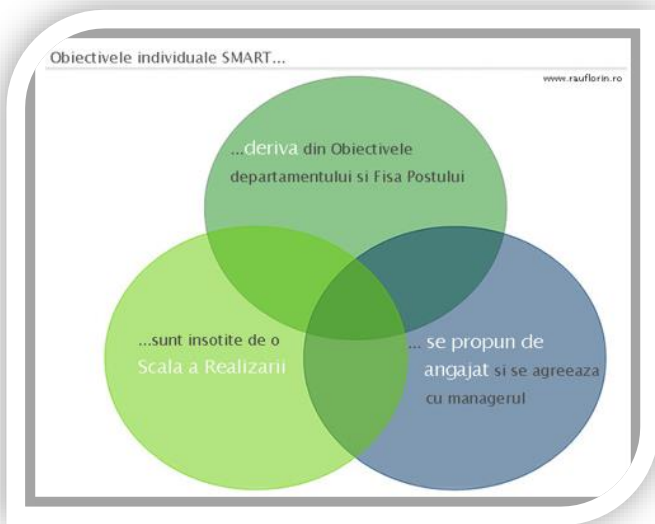 Obiectivele individuale SMART...
www.rauflorin.ro
...deriva din Obiectivele
departamentului si Fisa Postului
...sunt insotite de o
Scala a Realizarii
... se propun de
angajat si se agreeaza
cu managerul